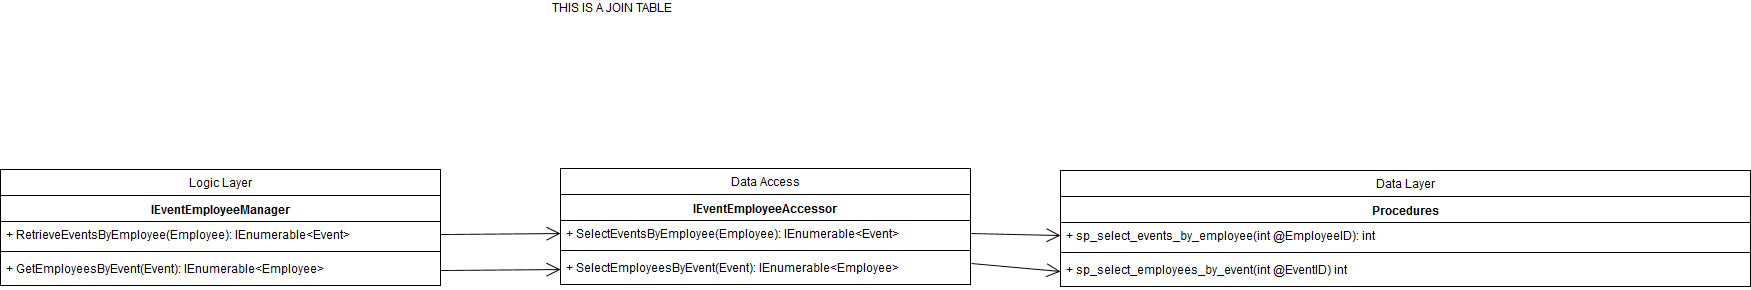 THIS IS A JOIN TABLE
Logic Layer
IEventEmployeeManager
+ RetrieveEventsByEmployee(Employee): IEnumerable<Event>
+ GetEmployeesByEvent(Event): IEnumerable<Employee>
Data Access
IEventEmployeeAccessor
+ SelectEventsByEmployee(Employee): IEnumerable<Event>
+ SelectEmployeesByEvent(Event): IEnumerable<Employee>
Data Layer
Procedures
+ sp_select_events_by_employee(int @EmployeeID): int
+ sp_select_employees_by_event(int @EventID) int